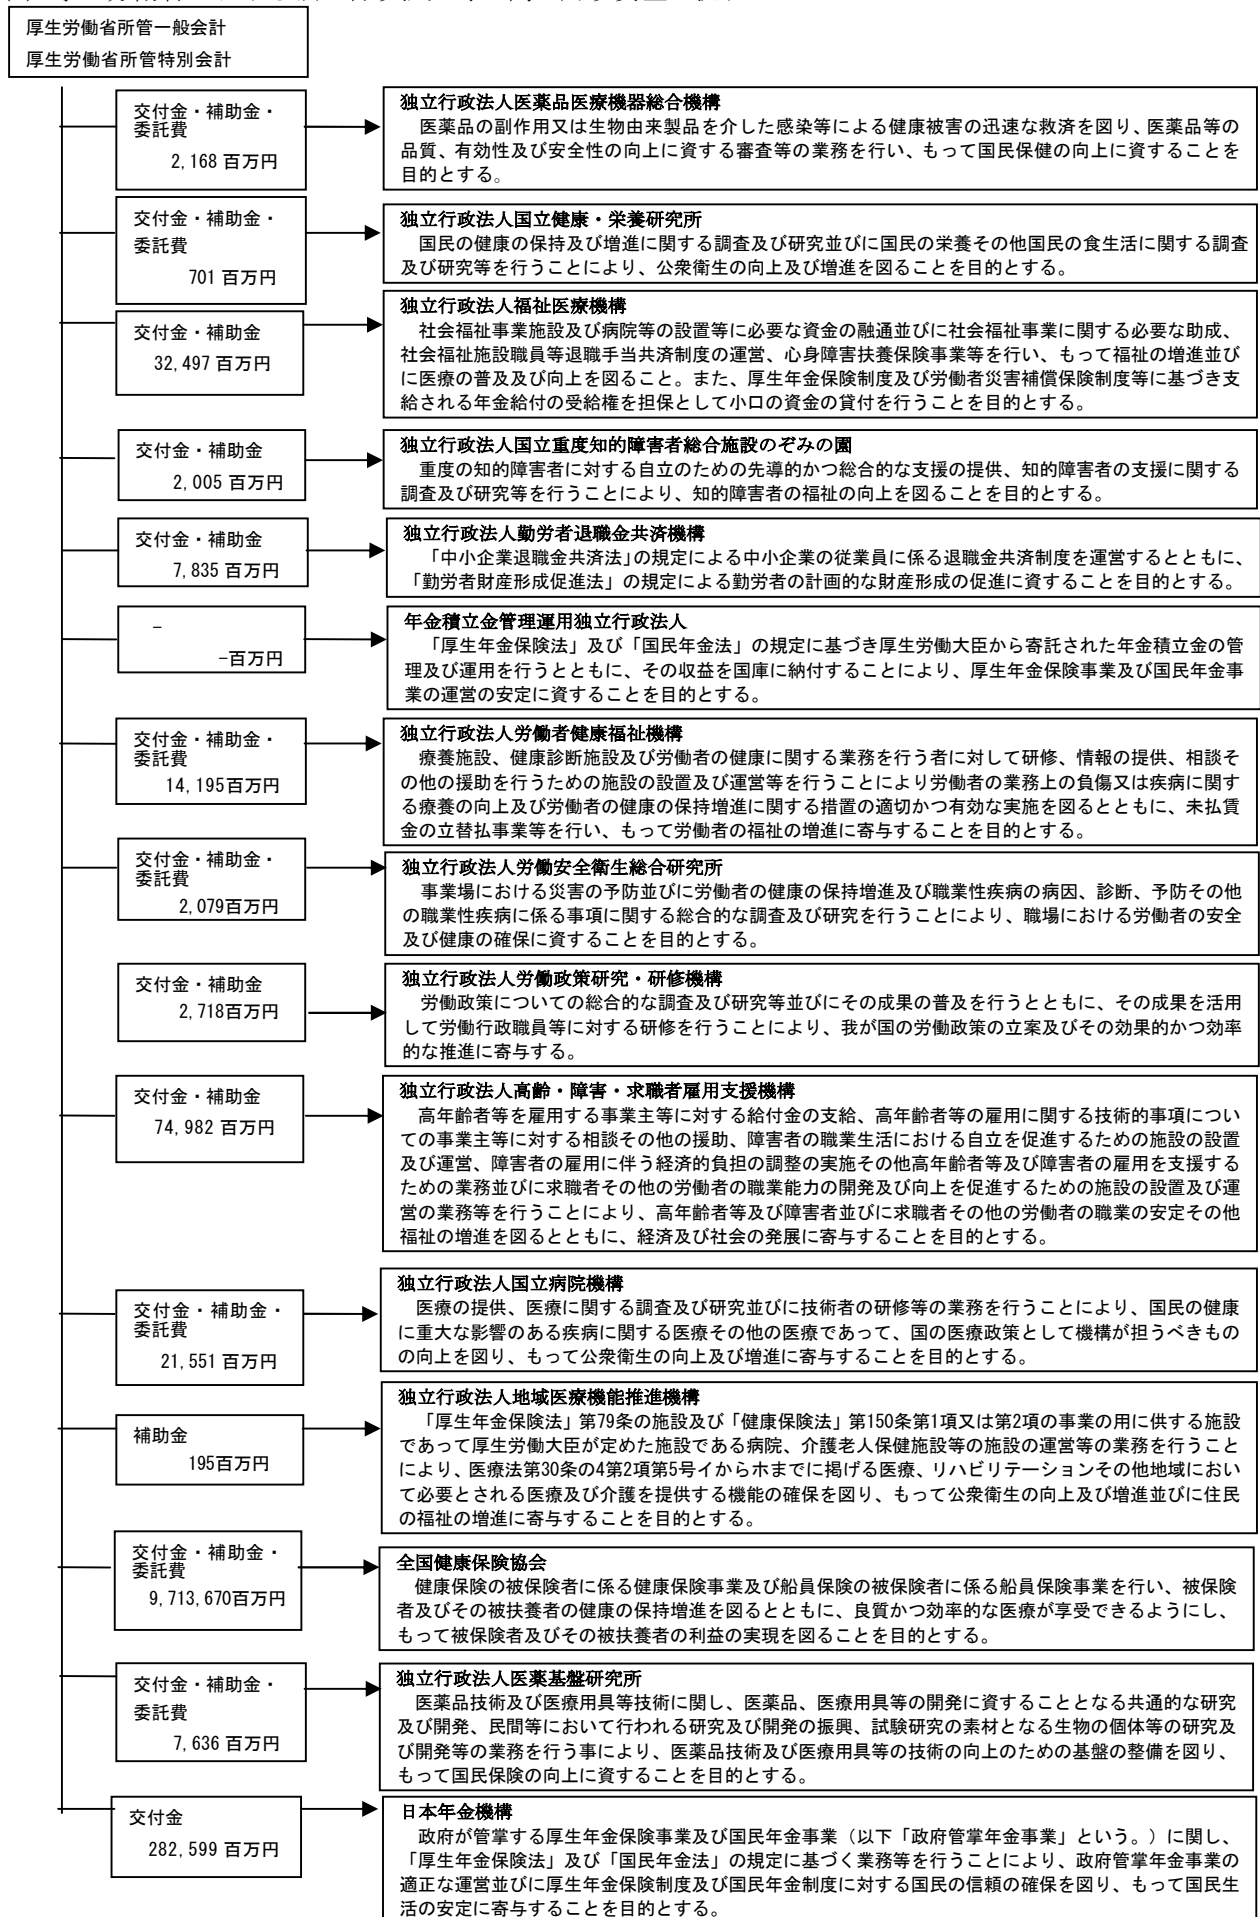 厚生労働省所管一般会計
厚生労働省所管特別会計
交付金・補助金・
委託費
2,168 百万円
独立行政法人医薬品医療機器総合機構
医薬品の副作用又は生物由来製品を介した感染等による健康被害の迅速な救済を図り、医薬品等の
品質、有効性及び安全性の向上に資する審査等の業務を行い、もって国民保健の向上に資することを
目的とする。
交付金・補助金・
委託費
701 百万円
独立行政法人国立健康・栄養研究所
国民の健康の保持及び増進に関する調査及び研究並びに国民の栄養その他国民の食生活に関する調査
及び研究等を行うことにより、公衆衛生の向上及び増進を図ることを目的とする。
交付金・補助金
32,497 百万円
独立行政法人福祉医療機構
社会福祉事業施設及び病院等の設置等に必要な資金の融通並びに社会福祉事業に関する必要な助成、
社会福祉施設職員等退職手当共済制度の運営、心身障害扶養保険事業等を行い、もって福祉の増進並び
に医療の普及及び向上を図ること。また、厚生年金保険制度及び労働者災害補償保険制度等に基づき支
給される年金給付の受給権を担保として小口の資金の貸付を行うことを目的とする。
交付金・補助金
2,005 百万円
独立行政法人国立重度知的障害者総合施設のぞみの園
重度の知的障害者に対する自立のための先導的かつ総合的な支援の提供、知的障害者の支援に関する
調査及び研究等を行うことにより、知的障害者の福祉の向上を図ることを目的とする。
交付金・補助金
7,835 百万円
独立行政法人勤労者退職金共済機構
「中小企業退職金共済法」の規定による中小企業の従業員に係る退職金共済制度を運営するとともに、
「勤労者財産形成促進法」の規定による勤労者の計画的な財産形成の促進に資することを目的とする。
－
-百万円
年金積立金管理運用独立行政法人
「厚生年金保険法」及び「国民年金法」の規定に基づき厚生労働大臣から寄託された年金積立金の管
理及び運用を行うとともに、その収益を国庫に納付することにより、厚生年金保険事業及び国民年金事
業の運営の安定に資することを目的とする。
交付金・補助金・
委託費
14,195百万円
独立行政法人労働者健康福祉機構
療養施設、健康診断施設及び労働者の健康に関する業務を行う者に対して研修、情報の提供、相談そ
の他の援助を行うための施設の設置及び運営等を行うことにより労働者の業務上の負傷又は疾病に関す
る療養の向上及び労働者の健康の保持増進に関する措置の適切かつ有効な実施を図るとともに、未払賃
金の立替払事業等を行い、もって労働者の福祉の増進に寄与することを目的とする。
交付金・補助金・
委託費
2,079百万円
独立行政法人労働安全衛生総合研究所
事業場における災害の予防並びに労働者の健康の保持増進及び職業性疾病の病因、診断、予防その他
の職業性疾病に係る事項に関する総合的な調査及び研究を行うことにより、職場における労働者の安全
及び健康の確保に資することを目的とする。
交付金・補助金
2,718百万円
独立行政法人労働政策研究・研修機構
労働政策についての総合的な調査及び研究等並びにその成果の普及を行うとともに、その成果を活用
して労働行政職員等に対する研修を行うことにより、我が国の労働政策の立案及びその効果的かつ効率
的な推進に寄与する。
交付金・補助金
74,982 百万円
独立行政法人高齢・障害・求職者雇用支援機構
高年齢者等を雇用する事業主等に対する給付金の支給、高年齢者等の雇用に関する技術的事項につい
ての事業主等に対する相談その他の援助、障害者の職業生活における自立を促進するための施設の設置
及び運営、障害者の雇用に伴う経済的負担の調整の実施その他高年齢者等及び障害者の雇用を支援する
ための業務並びに求職者その他の労働者の職業能力の開発及び向上を促進するための施設の設置及び運
営の業務等を行うことにより、高年齢者等及び障害者並びに求職者その他の労働者の職業の安定その他
福祉の増進を図るとともに、経済及び社会の発展に寄与することを目的とする。
交付金・補助金・
委託費
21,551 百万円
独立行政法人国立病院機構
医療の提供、医療に関する調査及び研究並びに技術者の研修等の業務を行うことにより、国民の健康
に重大な影響のある疾病に関する医療その他の医療であって、国の医療政策として機構が担うべきもの
の向上を図り、もって公衆衛生の向上及び増進に寄与することを目的とする。
補助金
195百万円
独立行政法人地域医療機能推進機構
「厚生年金保険法」第79条の施設及び「健康保険法」第150条第1項又は第2項の事業の用に供する施設
であって厚生労働大臣が定めた施設である病院、介護老人保健施設等の施設の運営等の業務を行うこと
により、医療法第30条の4第2項第5号イからホまでに掲げる医療、リハビリテーションその他地域におい
て必要とされる医療及び介護を提供する機能の確保を図り、もって公衆衛生の向上及び増進並びに住民
の福祉の増進に寄与することを目的とする。
交付金・補助金・
委託費
9,713,670百万円
全国健康保険協会
健康保険の被保険者に係る健康保険事業及び船員保険の被保険者に係る船員保険事業を行い、被保険
者及びその被扶養者の健康の保持増進を図るとともに、良質かつ効率的な医療が享受できるようにし、
もって被保険者及びその被扶養者の利益の実現を図ることを目的とする。
交付金・補助金・
委託費
7,636 百万円
独立行政法人医薬基盤研究所
医薬品技術及び医療用具等技術に関し、医薬品、医療用具等の開発に資することとなる共通的な研究
及び開発、民間等において行われる研究及び開発の振興、試験研究の素材となる生物の個体等の研究及
び開発等の業務を行う事により、医薬品技術及び医療用具等の技術の向上のための基盤の整備を図り、
もって国民保険の向上に資することを目的とする。
交付金
282,599 百万円
日本年金機構
政府が管掌する厚生年金保険事業及び国民年金事業（以下「政府管掌年金事業」という。）に関し、
「厚生年金保険法」及び「国民年金法」の規定に基づく業務等を行うことにより、政府管掌年金事業の
適正な運営並びに厚生年金保険制度及び国民年金制度に対する国民の信頼の確保を図り、もって国民生
活の安定に寄与することを目的とする。